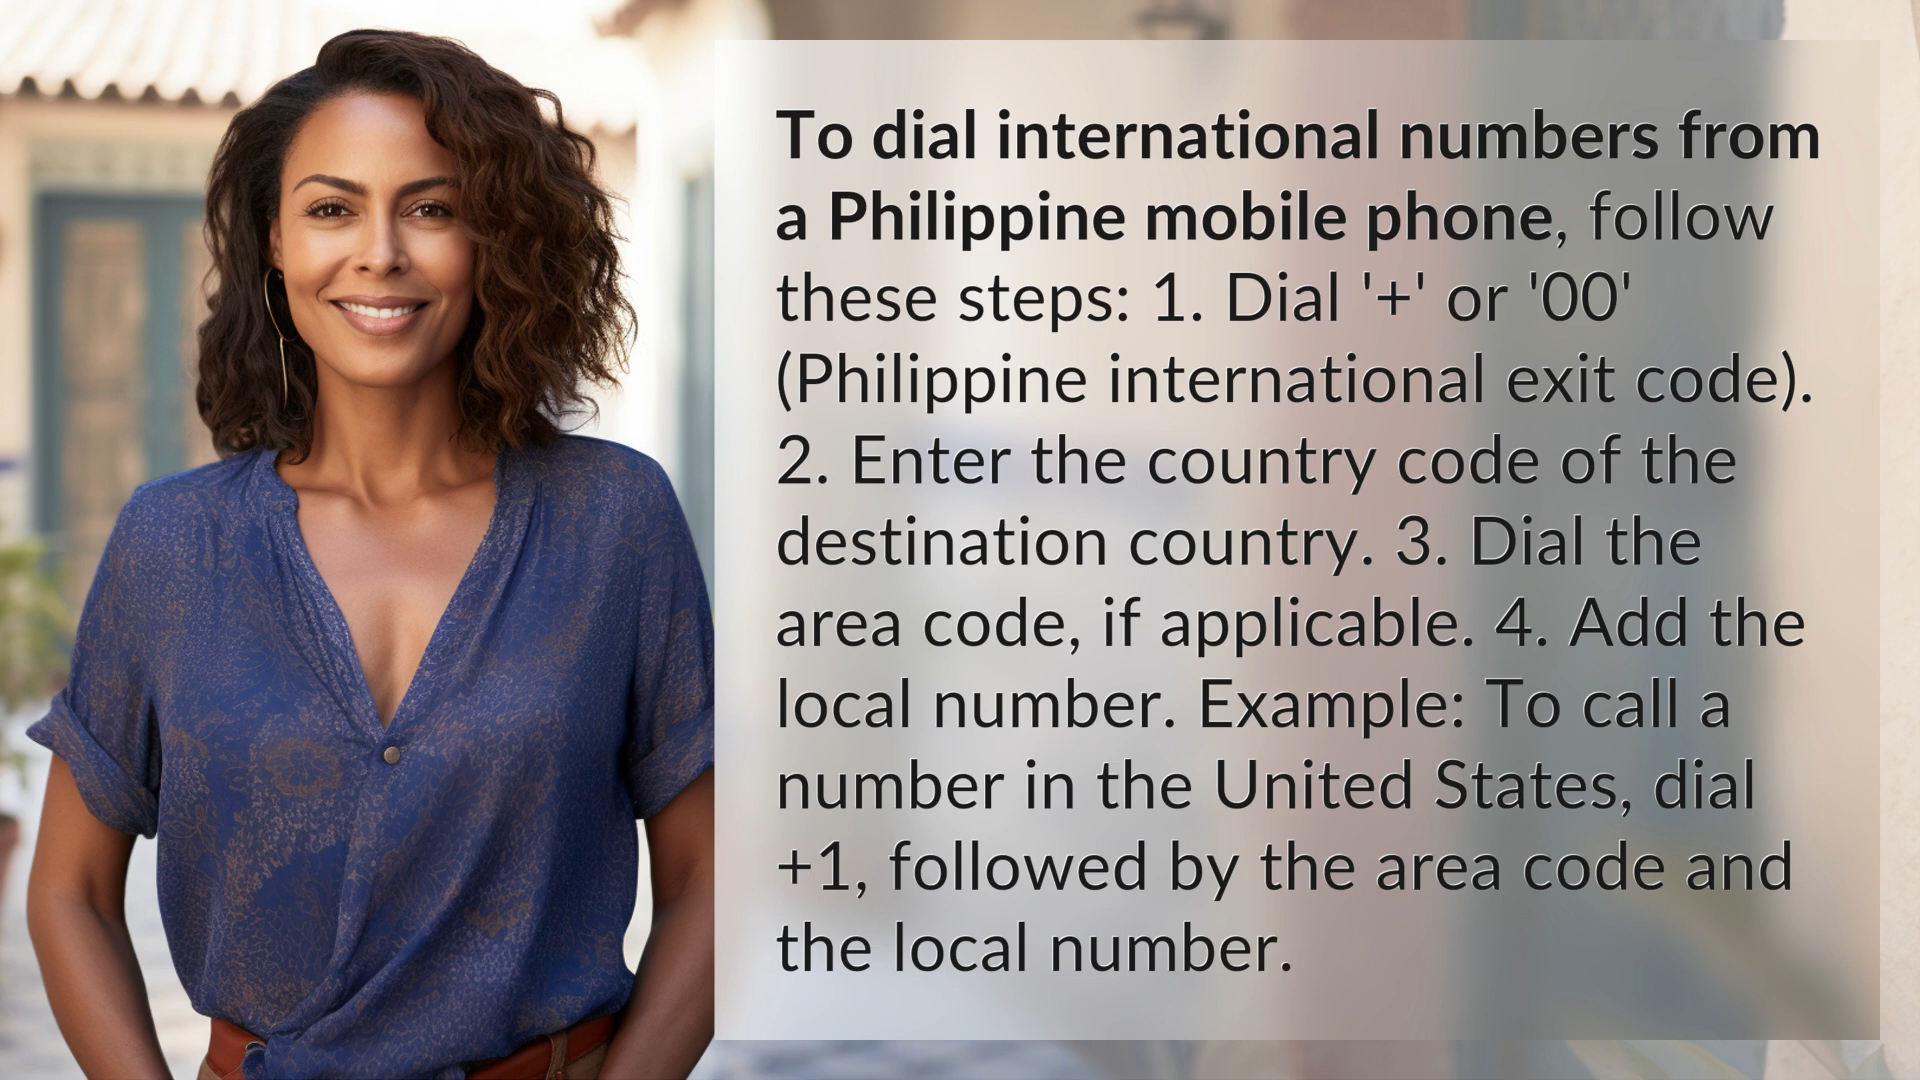 To dial international numbers from
a Philippine mobile phone, follow
these steps: 1. Dial '+' or '00'
(Philippine international exit code).
2. Enter the country code of the
destination country. 3. Dial the
area code, if applicable. 4. Add the
local number. Example: To call a
number in the United States, dial
+1, followed by the area code and
the local number.